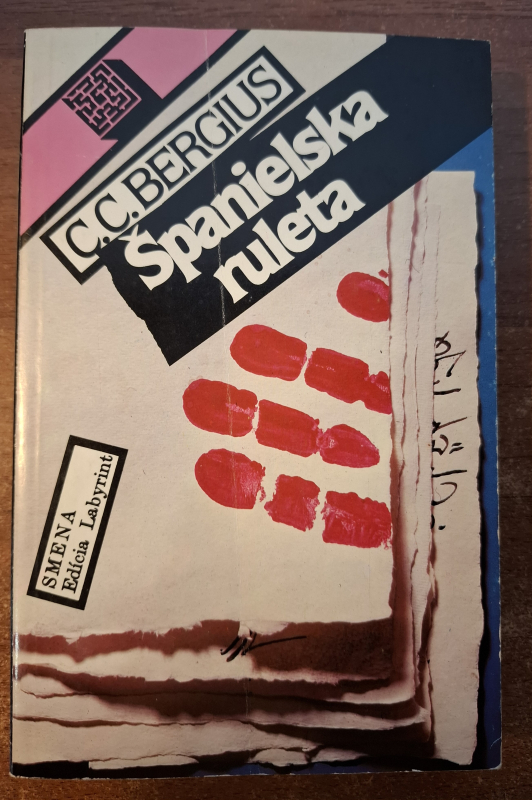 C.C. BERGIUS
Španielska
ruleta
SMENA
Edícia Labyrint